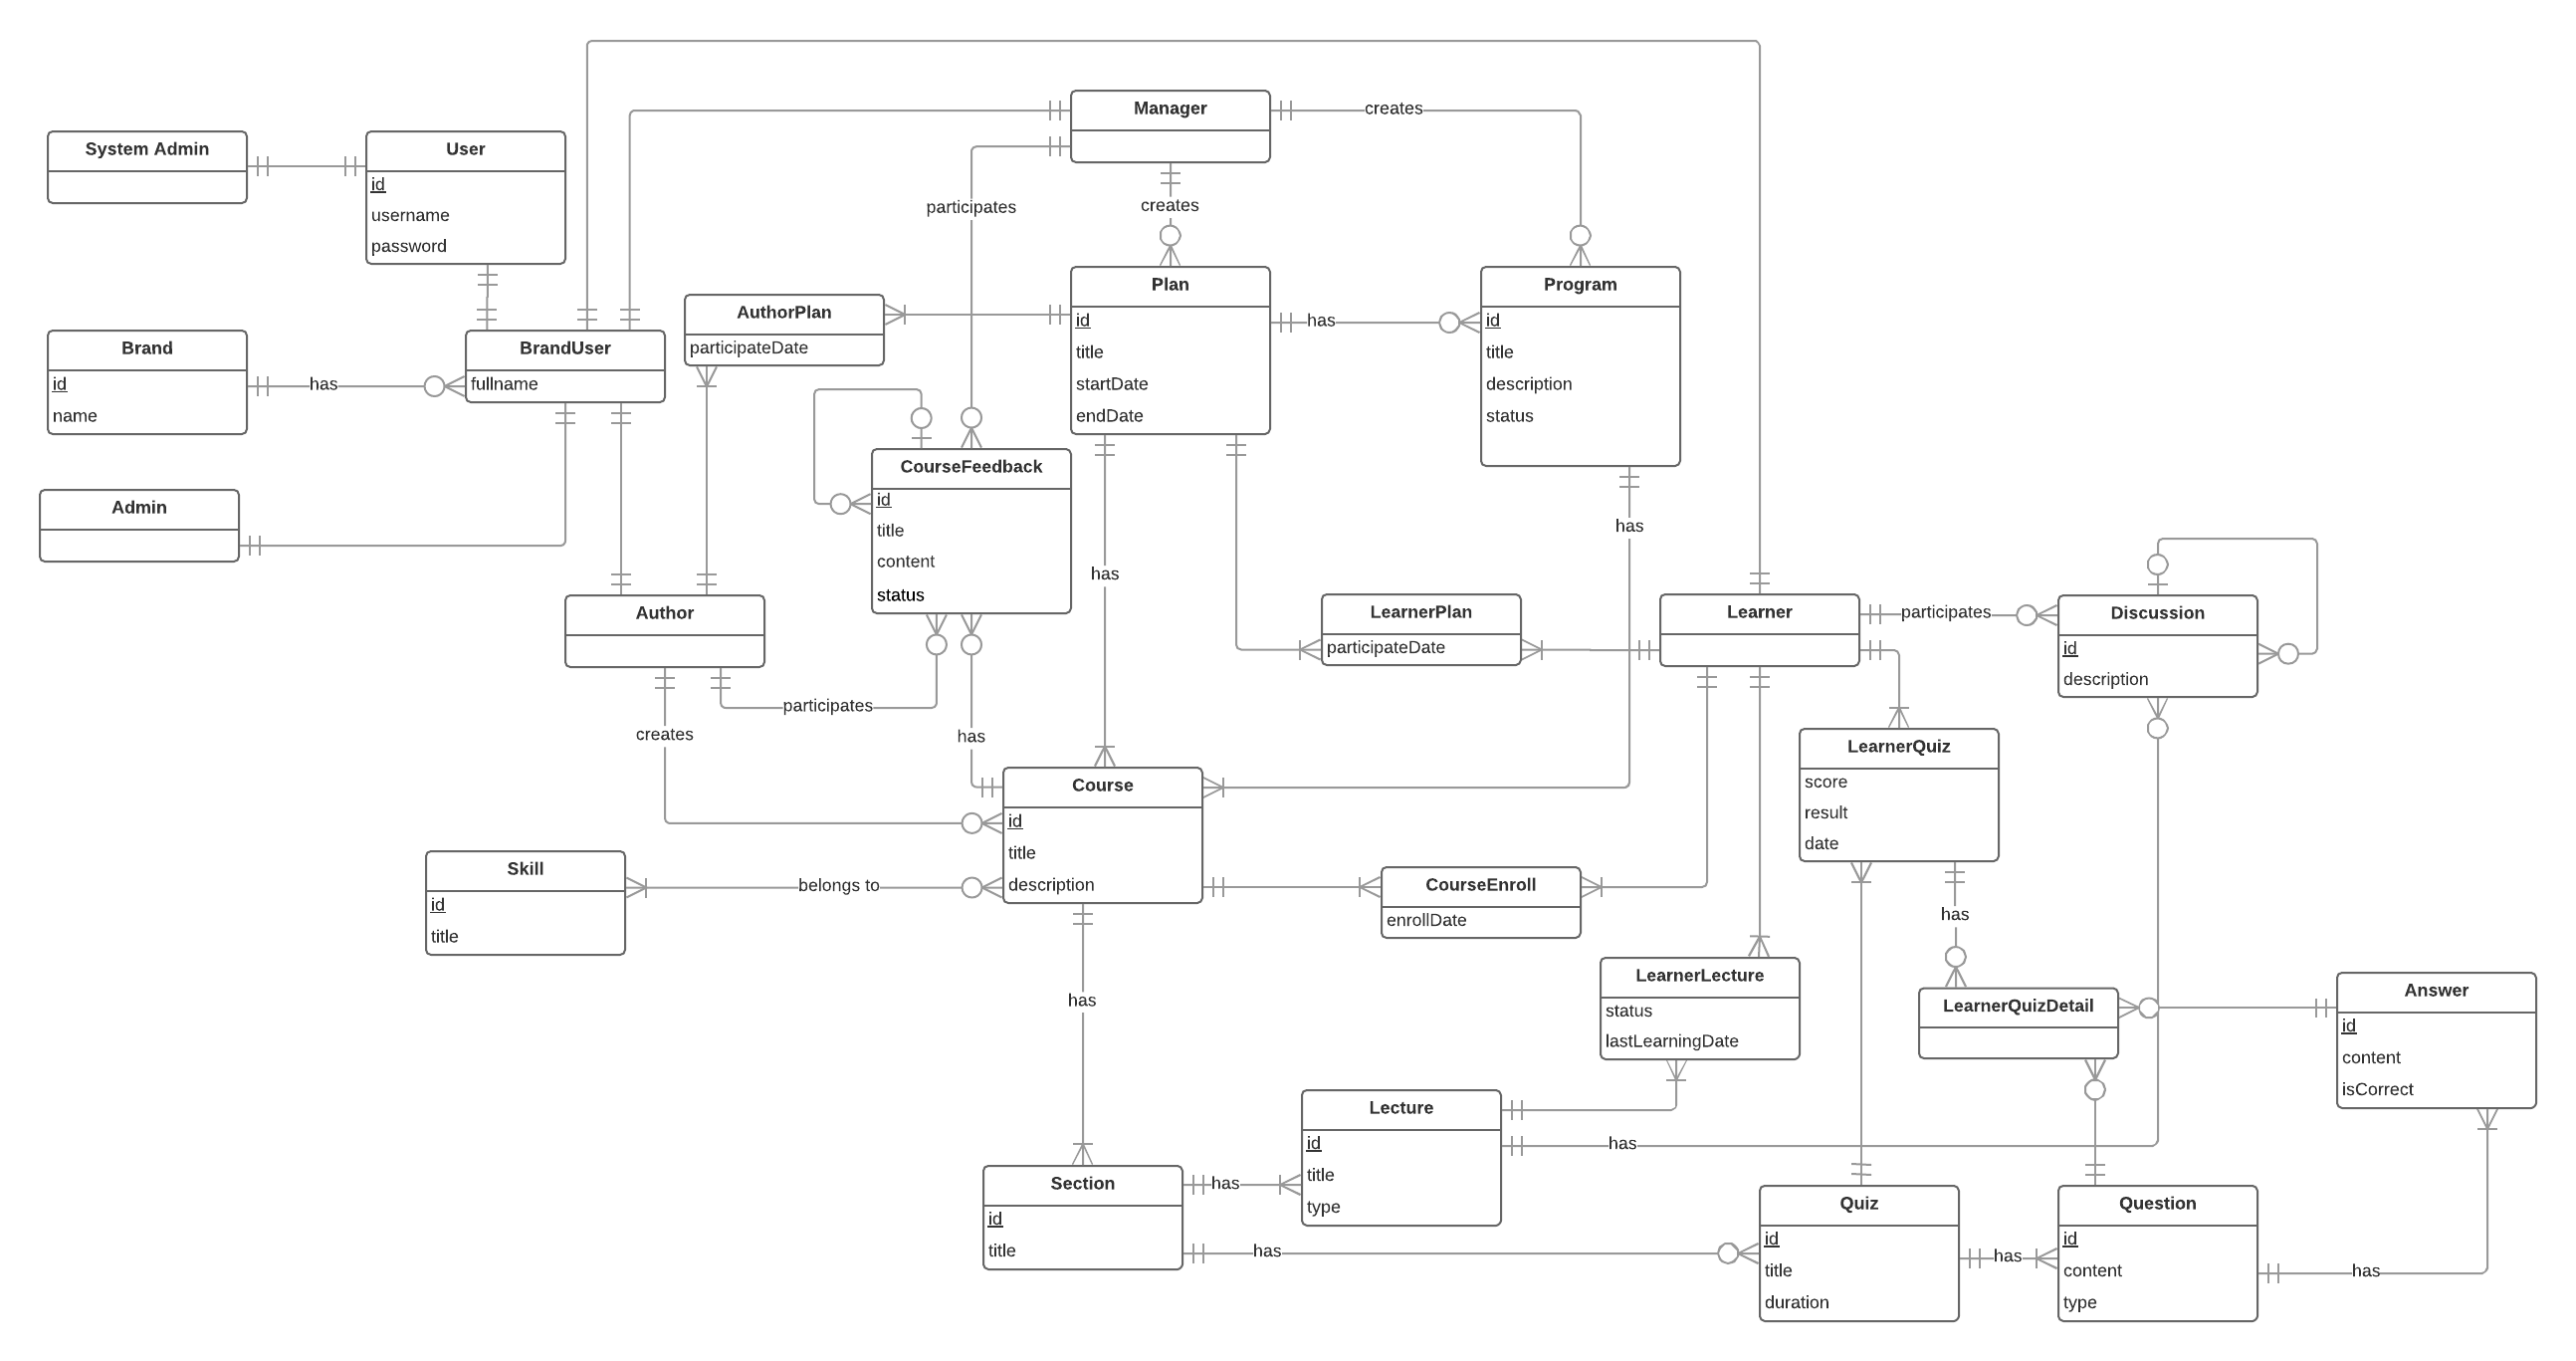 Manager
creates
System Admin
User
id
username
password
participates
creates
Plan
id
title
startDate
endDate
has
Program
id
title
description
status
AuthorPlan
participateDate
Brand
id
name
has
BrandUser
fullname
CourseFeedback
id
title
content
status
Admin
has
has
Author
LearnerPlan
participateDate
Learner
participates
Discussion
id
description
participates
creates
has
LearnerQuiz
score
result
date
Course
id
title
description
Skill
id
title
belongs to
CourseEnroll
enrollDate
has
has
LearnerLecture
status
lastLearningDate
LearnerQuizDetail
Answer
id
content
isCorrect
Lecture
id
title
type
has
Section
id
title
has
has
Quiz
id
title
duration
has
Question
id
content
type
has